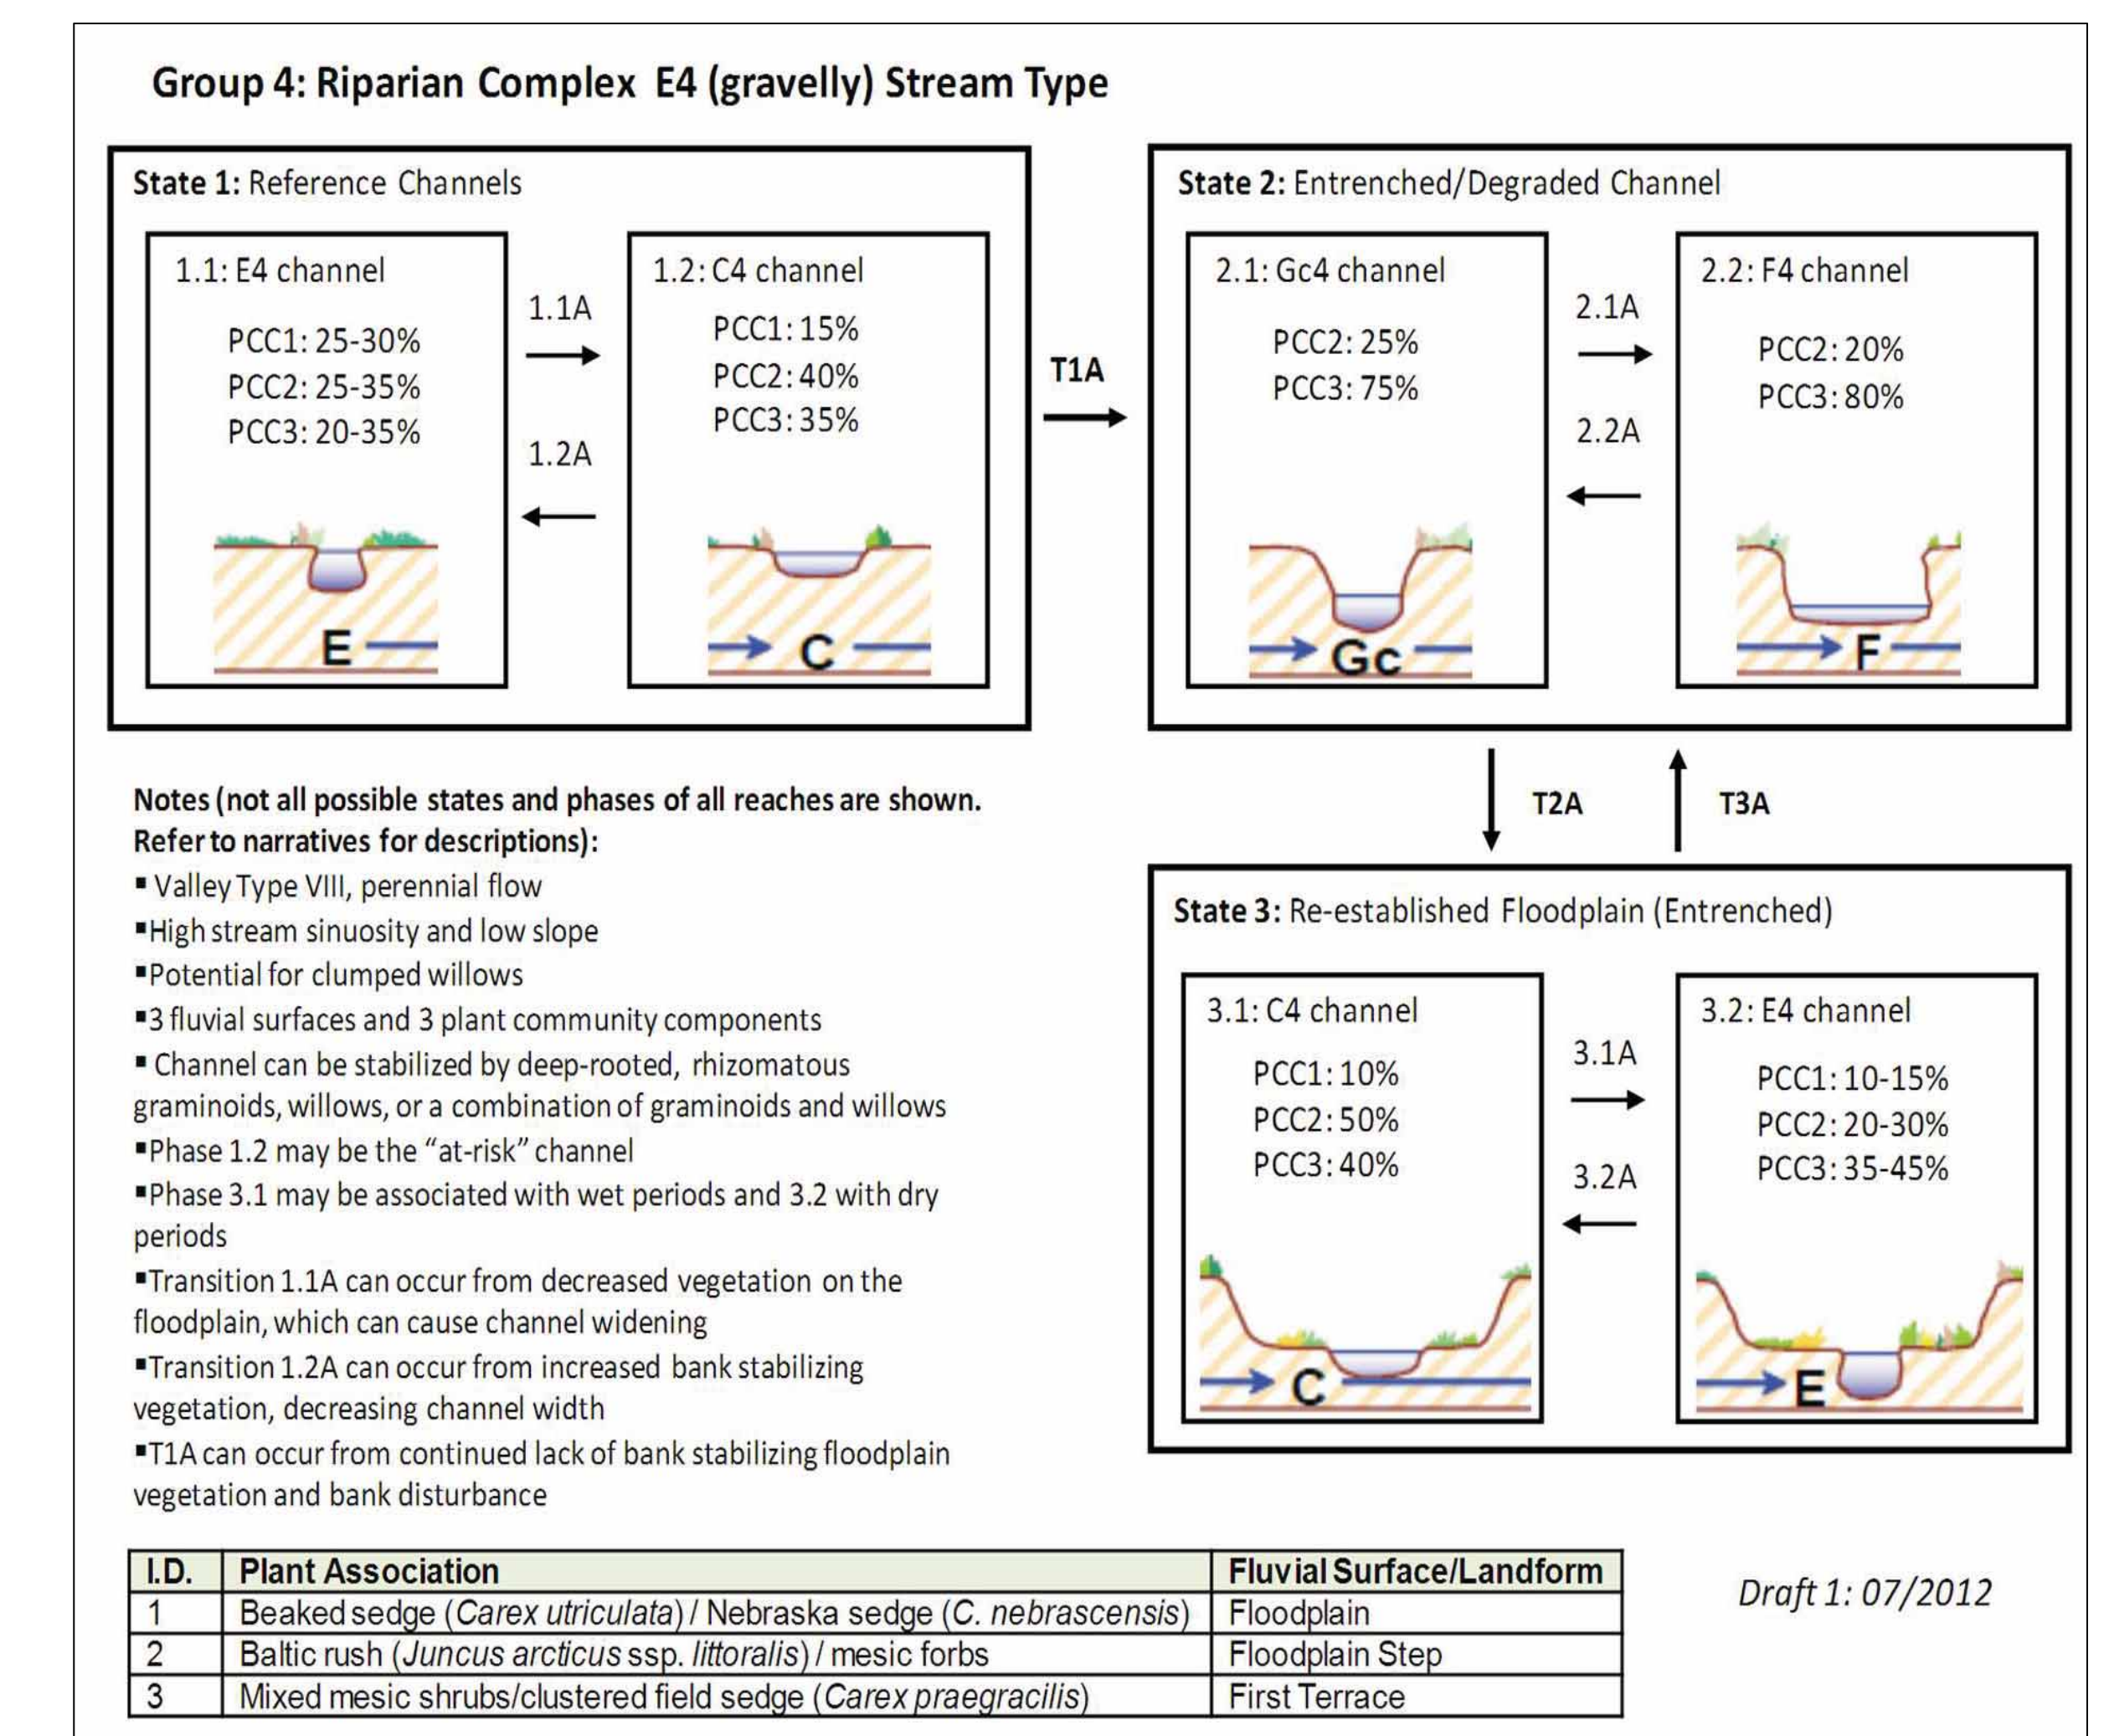 Group 4: Riparian Complex E4 (gravelly) Stream Type
State 1: Reference Channels
1.1: E4 channel
PCC1: 25-30%
PCC2: 25-35%
PCC3: 20-35%
E
1.1A
1.2A
1.2: C4 channel
PCC1: 15%
PCC2: 40%
PCC3: 35%
C
T1A
State 2: Entrenched/Degraded Channel
2.1: Gc4 channel
PCC2: 25%
PCC3: 75%
Gc
2.1A
2.2A
2.2: F4 channel
PCC2: 20%
PCC3: 80%
F
T2A
T3A
State 3: Re-established Floodplain (Entrenched)
3.1: C4 channel
PCC1: 10%
PCC2: 50%
PCC3: 40%
C
3.1A
3.2A
3.2: E4 channel
PCC1: 10-15%
PCC2: 20-30%
PCC3: 35-45%
E
Notes (not all possible states and phases of all reaches are shown.
Refer to narratives for descriptions):
▪ Valley Type VIII, perennial flow
▪High stream sinuosity and low slope
▪Potential for clumped willows
▪3 fluvial surfaces and 3 plant community components
▪ Channel can be stabilized by deep-rooted, rhizomatous
graminoids, willows, or a combination of graminoids and willows
▪Phase 1.2 may be the “at-risk” channel
▪Phase 3.1 may be associated with wet periods and 3.2 with dry
periods
▪Transition 1.1A can occur from decreased vegetation on the
floodplain, which can cause channel widening
▪Transition 1.2A can occur from increased bank stabilizing
vegetation, decreasing channel width
▪T1A can occur from continued lack of bank stabilizing floodplain
vegetation and bank disturbance
I.D. Plant Association Fluvial Surface/Landform
1 Beaked sedge (Carex utriculata) / Nebraska sedge (C. nebrascensis) Floodplain
2 Baltic rush (Juncus arcticus ssp. littoralis) / mesic forbs Floodplain Step
3 Mixed mesic shrubs/clustered field sedge (Carex praegracilis) First Terrace
Draft 1: 07/2012